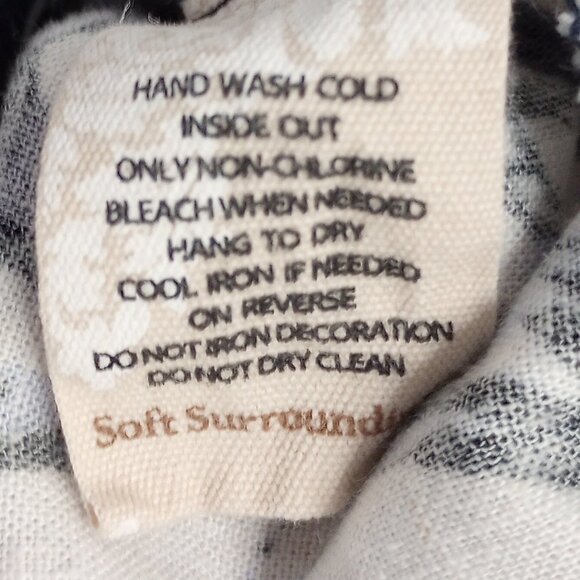 HAND WASH COLD
INSIDE OUT
ONLY NON-CHLORINE
BLEACH WHEN NEEDED
HANG TO DRY
COOL IRON IF NEEDED
ON REVERSE
DO NOT IRON DECORATION
DO NOT DRY CLEAN
Soft